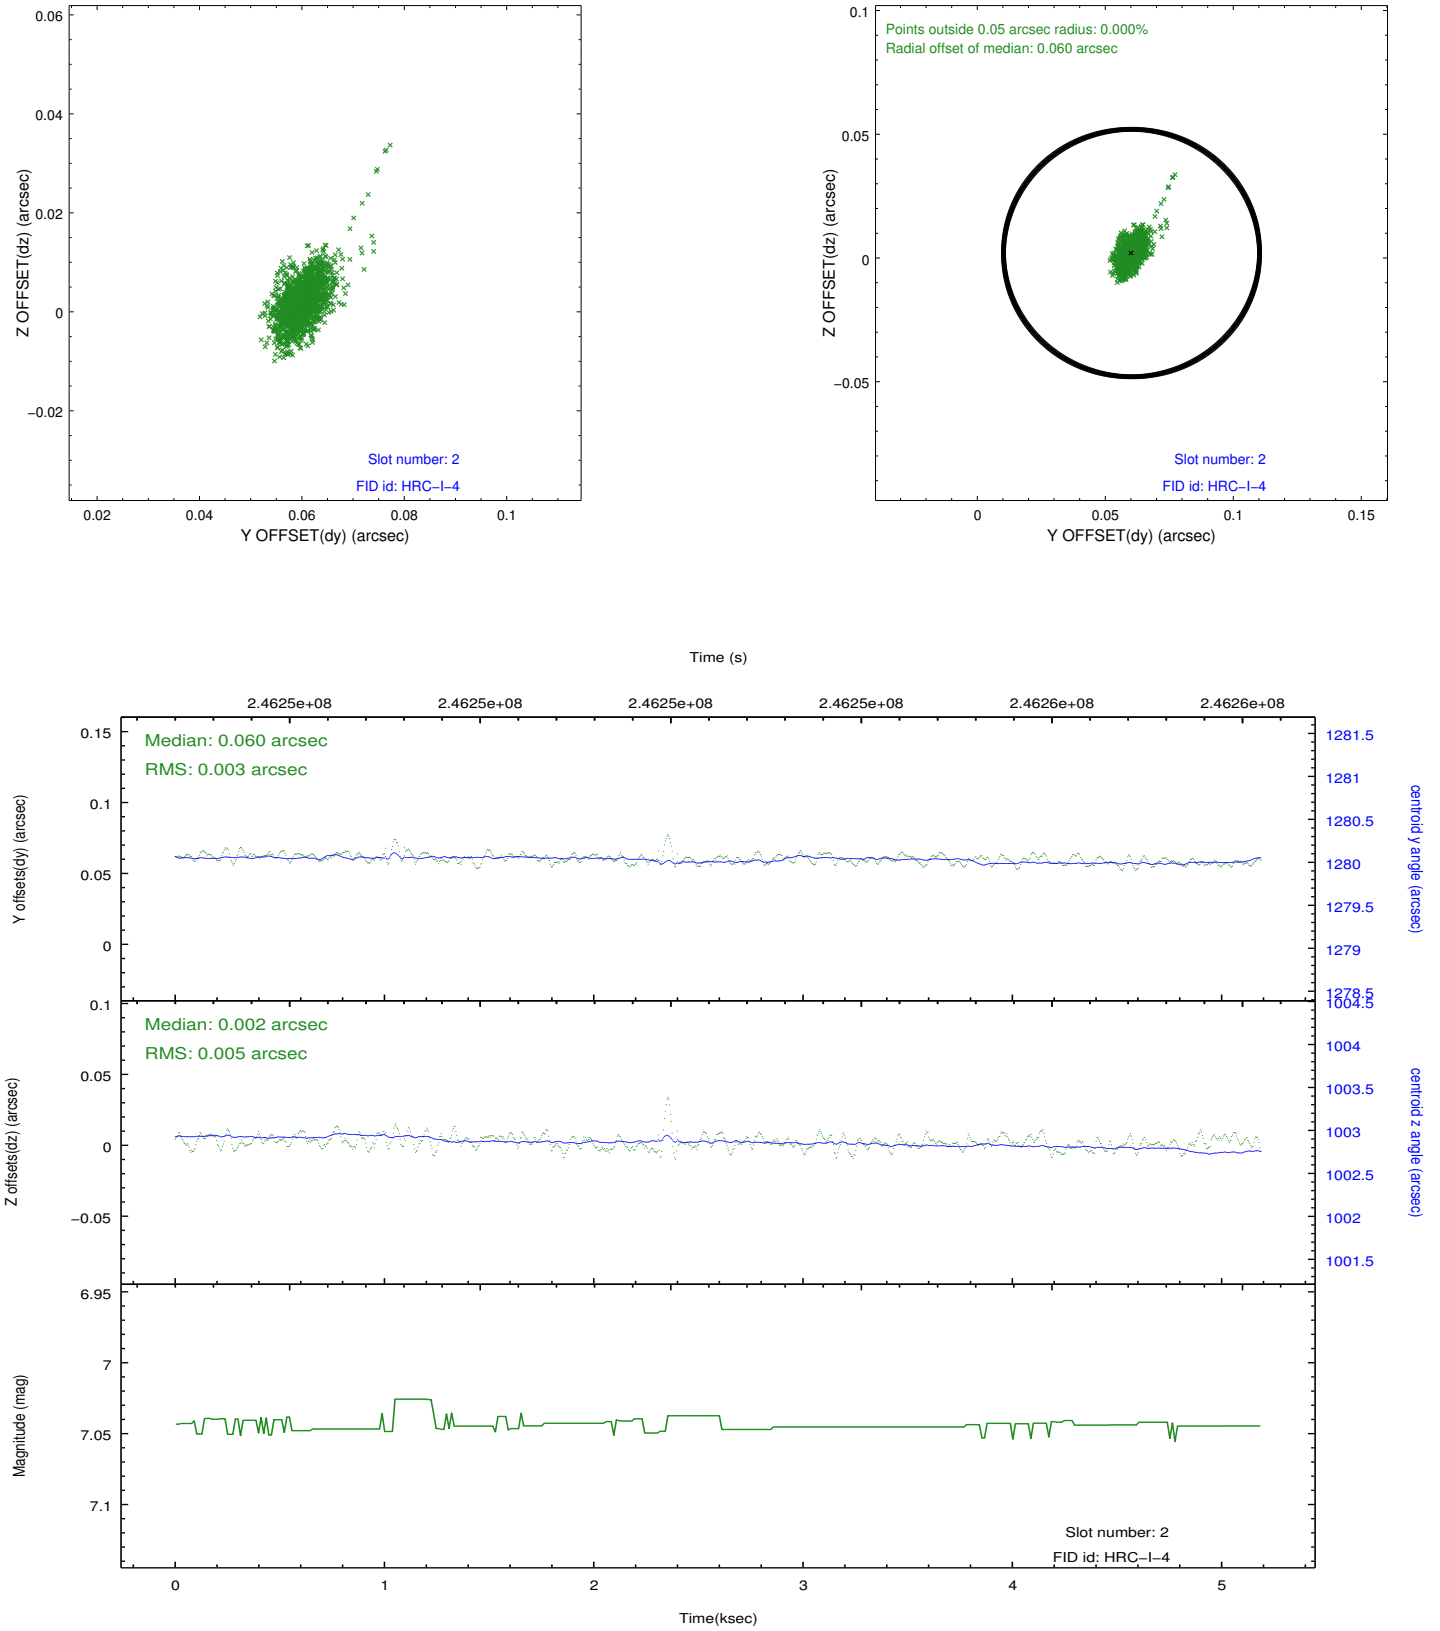 0.06
0.04
0.02
0
−0.02
Z OFFSET(dz) (arcsec)
Slot number: 2
FID id: HRC−I−4
0.02 0.04 0.06 0.08 0.1
Y OFFSET(dy) (arcsec)
Points outside 0.05 arcsec radius: 0.000%
Radial offset of median: 0.060 arcsec
0.1
0.05
0
−0.05
Z OFFSET(dz) (arcsec)
Slot number: 2
FID id: HRC−I−4
0 0.05 0.1 0.15
Y OFFSET(dy) (arcsec)
Time (s)
2.4625e+08 2.4625e+08 2.4625e+08 2.4625e+08 2.4626e+08 2.4626e+08
Median: 0.060 arcsec
RMS: 0.003 arcsec
0.15
0.1
0.05
0
Y offsets(dy) (arcsec)
1281.5
1281
1280.5
1280
1279.5
1279
1278.5
centroid y angle (arcsec)
Median: 0.002 arcsec
RMS: 0.005 arcsec
0.1
0.05
0
−0.05
Z offsets(dz) (arcsec)
1004.5
1004
1003.5
1003
1002.5
1002
1001.5
centroid z angle (arcsec)
6.95
7
7.05
7.1
Magnitude (mag)
Slot number: 2
FID id: HRC−I−4
0 1 2 3 4 5
Time(ksec)